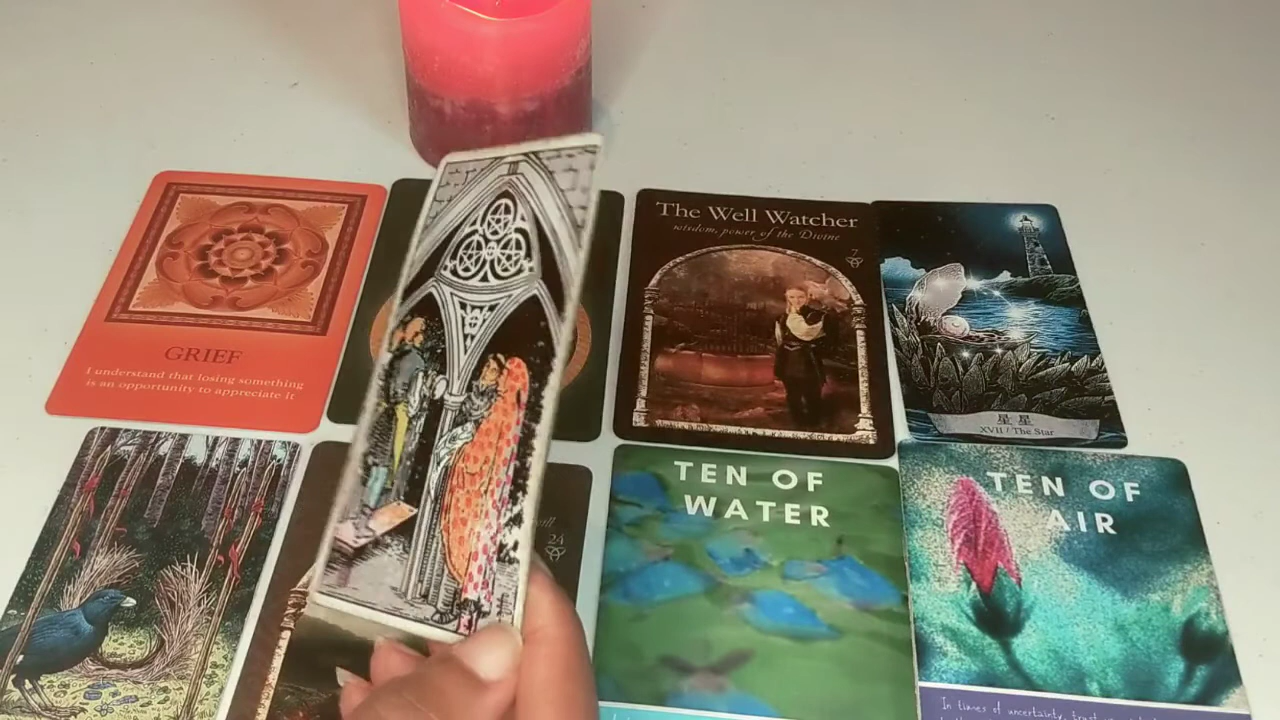 GRIEF
I understand that losing something
is an opportunity to appreciate it
The Well Watcher
wisdom, power of the Divine
7
星星
XVII / The Star
24
TEN OF
WATER
TEN OF
AIR
In times of uncertainty, trust